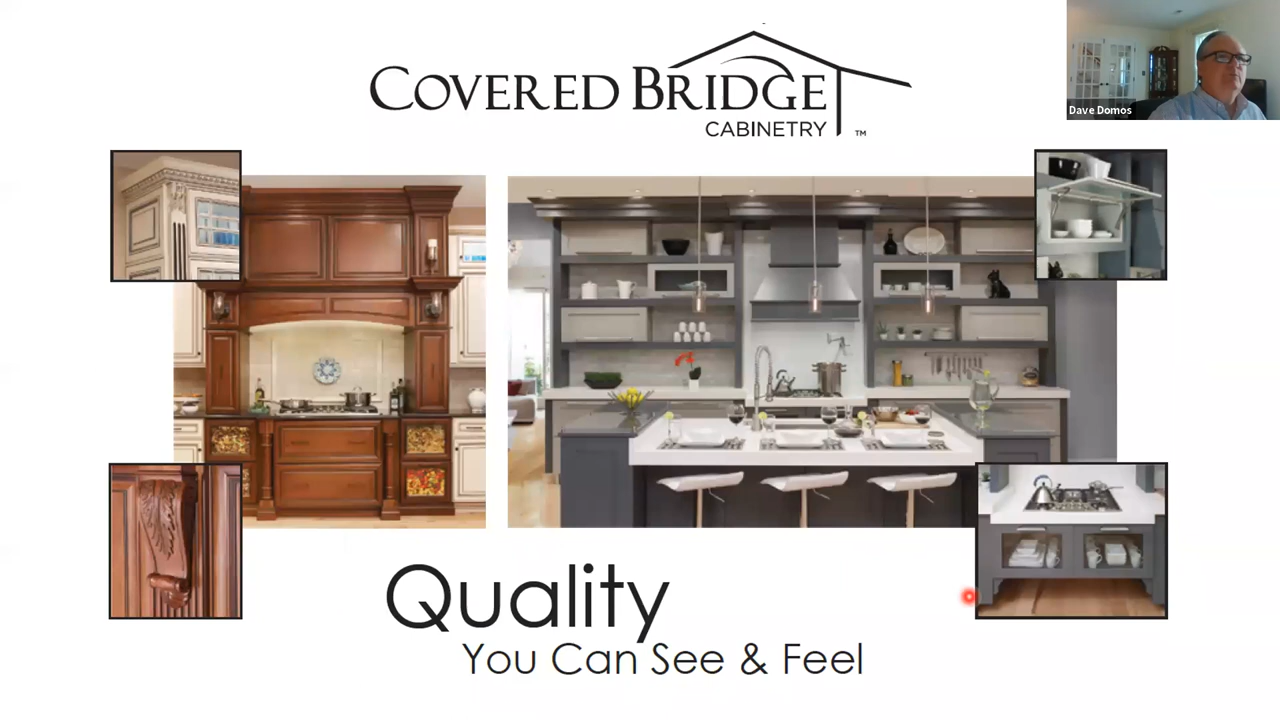 COVERED BRIDGE
CABINETRY ™
Dave Domos
Quality
You Can See & Feel